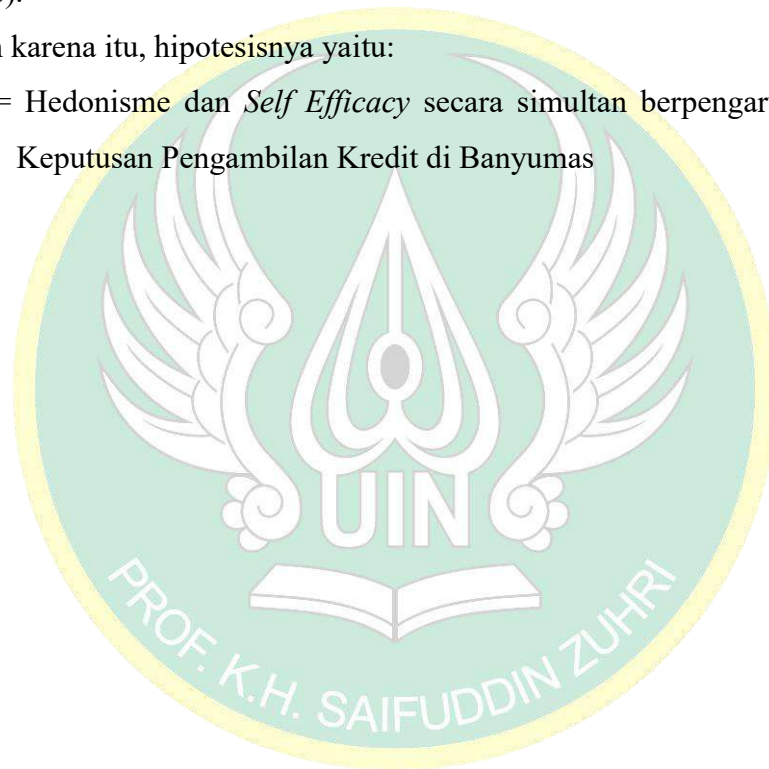 karena itu, hipotesisnya yaitu:
= Hedonisme dan Self Efficacy secara simultan
Keputusan Pengambilan Kredit di Banyumas
UIN
PROF. K.H. SAIFUDDIN ZUHRI